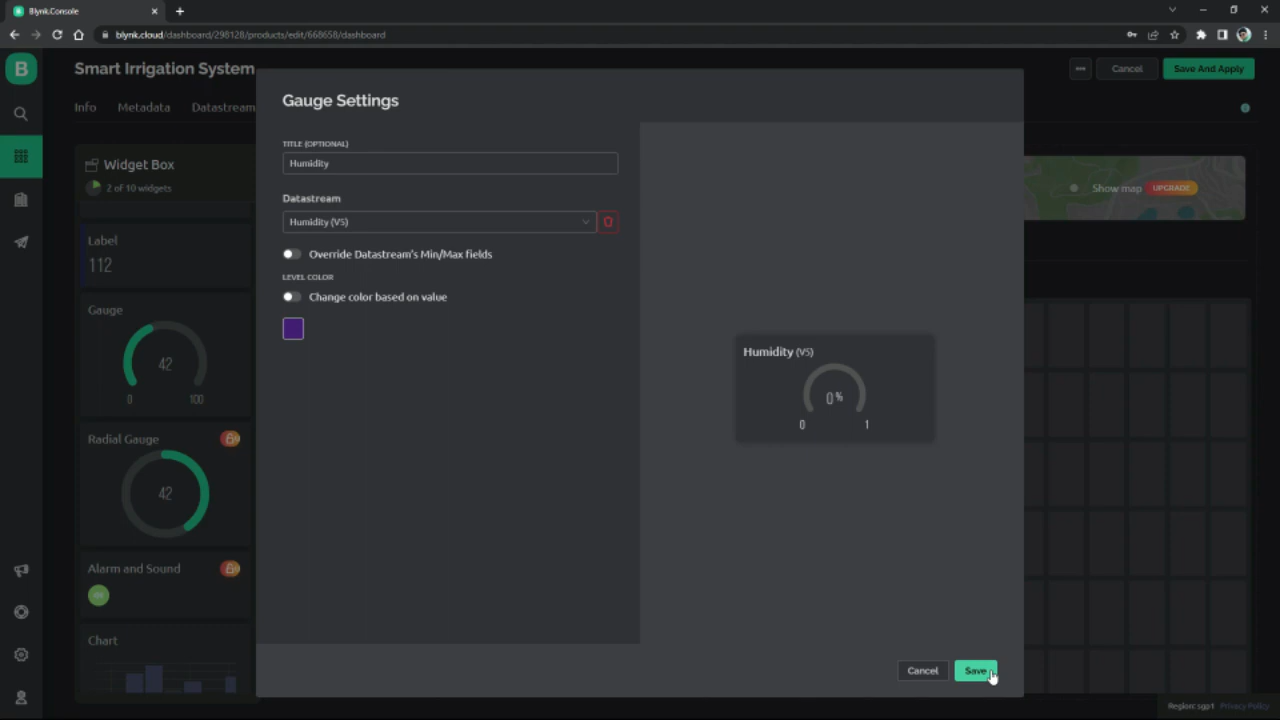 Blynk.Console
blynk.cloud/dashboard/298128/products/edit/668658/dashboard
B
Smart Irrigation System
Cancel
Save And Apply
Info
Metadata
Datastream
Widget Box
2 of 10 widgets
Label
112
Gauge
42
0
100
Radial Gauge
42
Alarm and Sound
Chart
Gauge Settings
TITLE (OPTIONAL)
Humidity
Datastream
Humidity (V5)
Override Datastream's Min/Max fields
LEVEL COLOR
Change color based on value
Humidity (V5)
0 %
0
1
Show map
UPGRADE
Cancel
Save
Region: sgp1
Privacy Policy